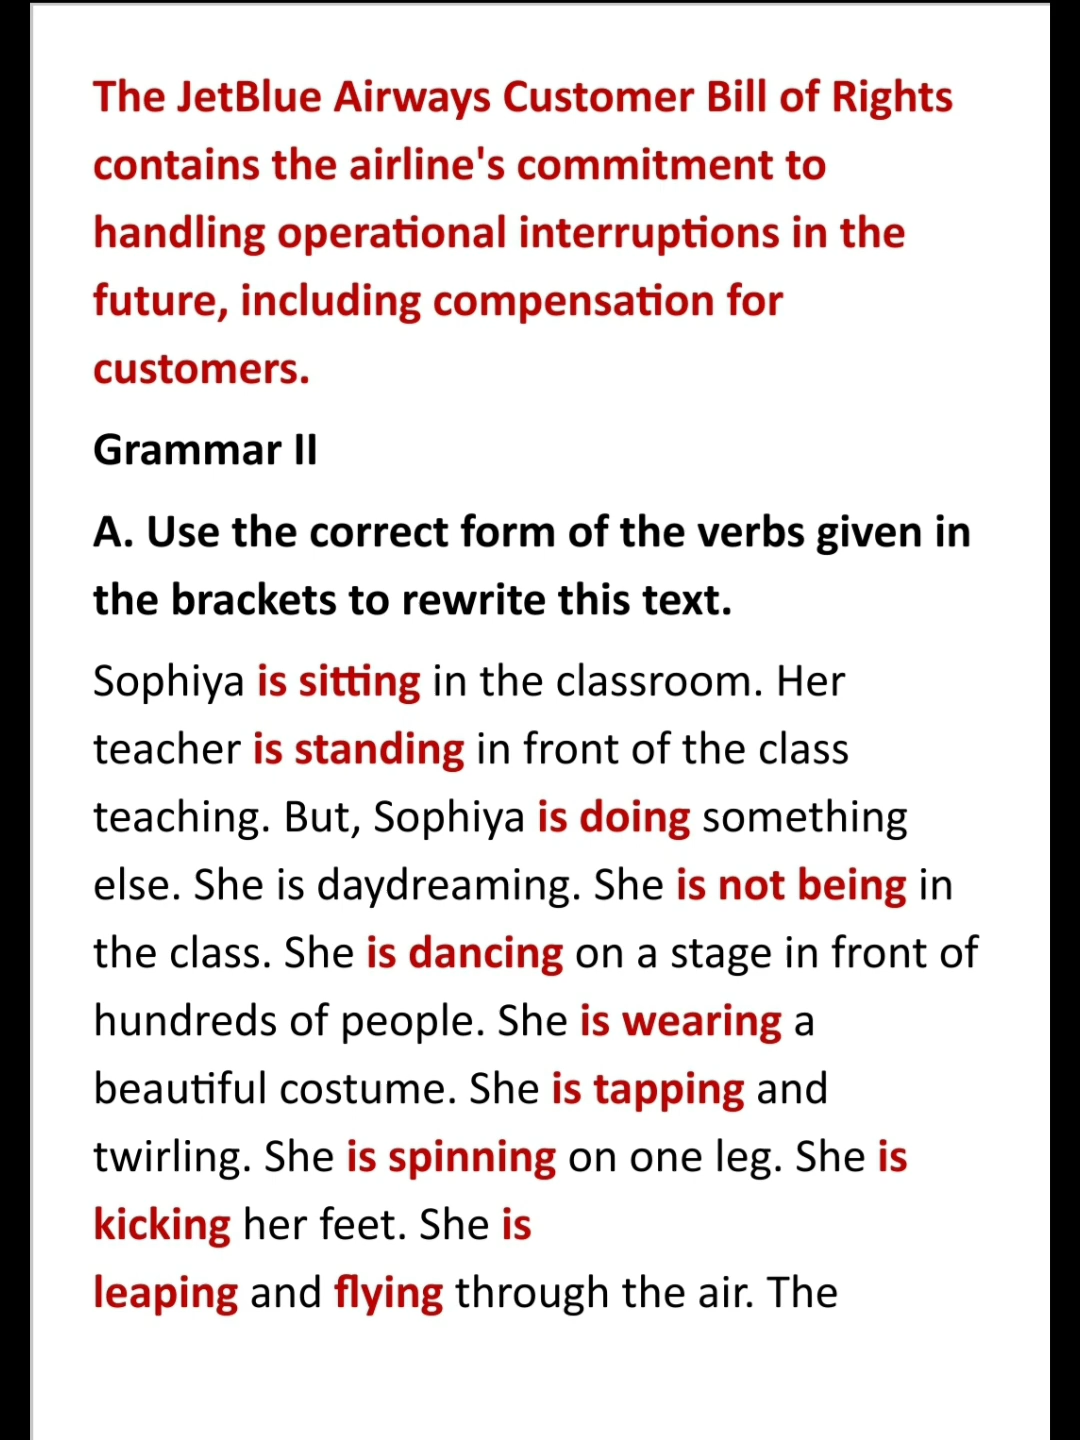 The JetBlue Airways Customer Bill of Rights
contains the airline's commitment to
handling operational interruptions in the
future, including compensation for
customers.
Grammar II
A. Use the correct form of the verbs given in
the brackets to rewrite this text.
Sophiya is sitting in the classroom. Her
teacher is standing in front of the class
teaching. But, Sophiya is doing something
else. She is daydreaming. She is not being in
the class. She is dancing on a stage in front of
hundreds of people. She is wearing a
beautiful costume. She is tapping and
twirling. She is spinning on one leg. She is
kicking her feet. She is
leaping and flying through the air. The